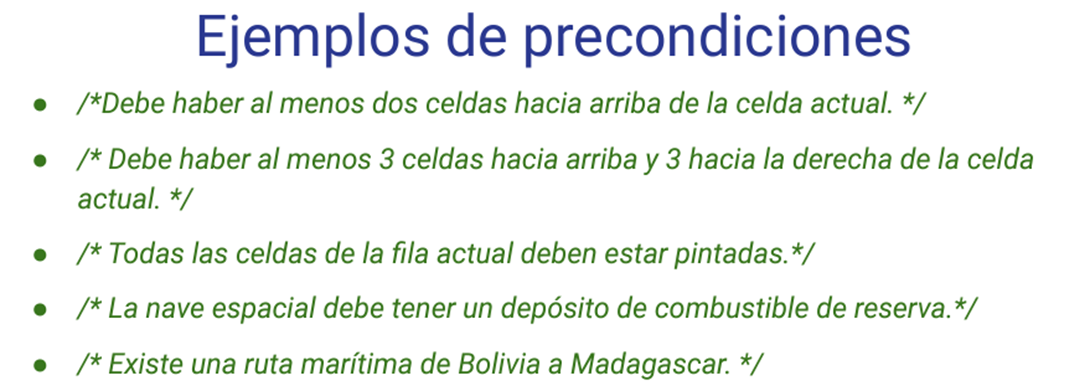 Ejemplos de precondiciones
● /*Debe haber al menos dos celdas hacia arriba de la celda actual. */
● /* Debe haber al menos 3 celdas hacia arriba y 3 hacia la derecha de la celda
actual. */
● /* Todas las celdas de la fila actual deben estar pintadas.*/
● /* La nave espacial debe tener un depósito de combustible de reserva.*/
● /* Existe una ruta marítima de Bolivia a Madagascar. */